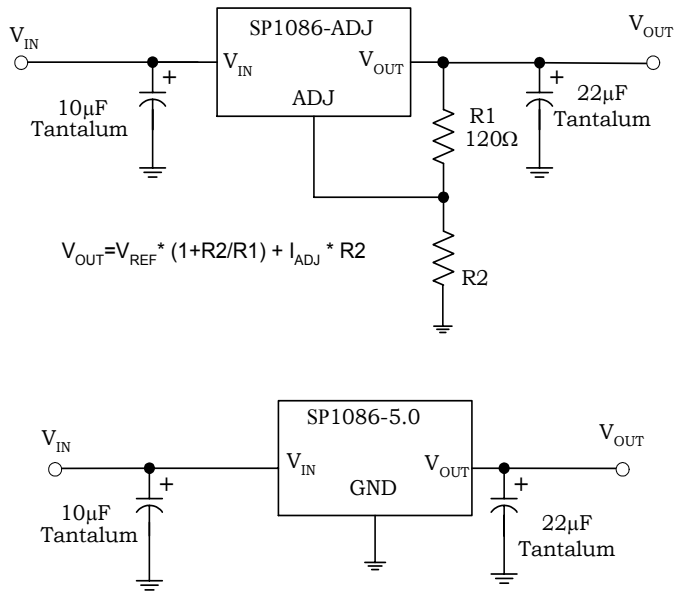 V_IN
SP1086-ADJ
V_IN
V_OUT
ADJ
V_OUT
+
10µF
Tantalum
R1
120Ω
+
22µF
Tantalum
V_OUT=V_REF* (1+R2/R1) + I_ADJ * R2
R2
V_IN
SP1086-5.0
V_IN
V_OUT
GND
V_OUT
+
10µF
Tantalum
+
22µF
Tantalum